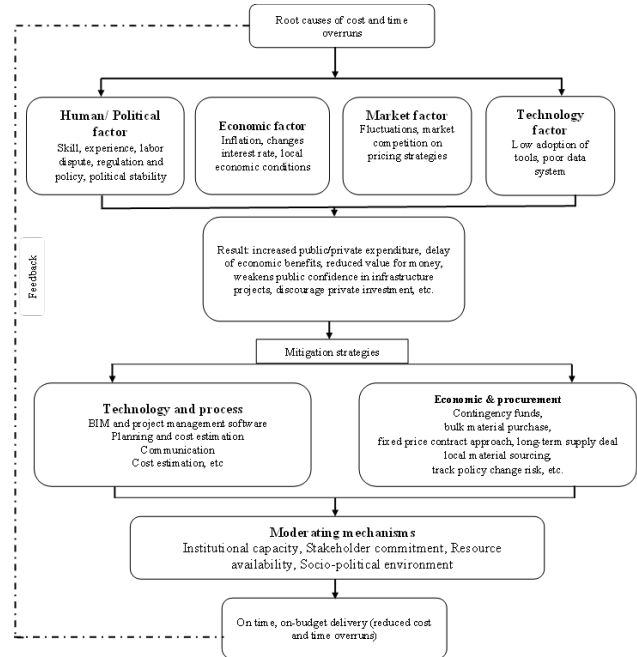 Root causes of cost and time
overruns
Human/ Political
factor
Skill, experience, labor
dispute, regulation and
policy, political stability
Economic factor
Inflation, changes
interest rate, local
economic conditions
Market factor
Fluctuations, market
competition on
pricing strategies
Technology
factor
Low adoption of
tools, poor data
system
Feedback
Result: increased public/private expenditure, delay
of economic benefits, reduced value for money,
weakens public confidence in infrastructure
projects, discourage private investment, etc.
Mitigation strategies
Technology and process
BIM and project management software
Planning and cost estimation
Communication
Cost estimation, etc
Economic & procurement
Contingency funds,
bulk material purchase,
fixed price contract approach, long-term supply deal
local material sourcing,
track policy change risk, etc.
Moderating mechanisms
Institutional capacity, Stakeholder commitment, Resource
availability, Socio-political environment
On time, on-budget delivery (reduced cost
and time overruns)